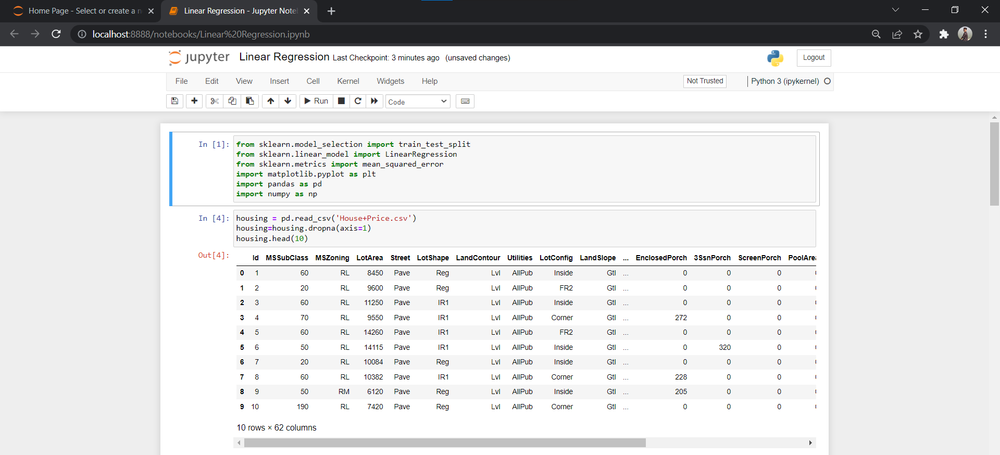 Home Page - Select or create a n
Linear Regression - Jupyter Note
localhost:8888/notebooks/Linear%20Regression.ipynb
jupyter Linear Regression Last Checkpoint: 3 minutes ago (unsaved changes)
Logout
File Edit View Insert Cell Kernel Widgets Help
Not Trusted
Python 3 (ipykernel)
Run
Code
In [1]:
from sklearn.model_selection import train_test_split
from sklearn.linear_model import LinearRegression
from sklearn.metrics import mean_squared_error
import matplotlib.pyplot as plt
import pandas as pd
import numpy as np
In [4]:
housing = pd.read_csv('House+Price.csv')
housing=housing.dropna(axis=1)
housing.head(10)
Out[4]:
Id MSSubClass MSZoning LotArea Street LotShape LandContour Utilities LotConfig LandSlope ... EnclosedPorch 3SsnPorch ScreenPorch PoolArea
0 1 60 RL 8450 Pave Reg Lvl AllPub Inside Gtl ... 0 0 0
1 2 20 RL 9600 Pave Reg Lvl AllPub FR2 Gtl ... 0 0 0
2 3 60 RL 11250 Pave IR1 Lvl AllPub Inside Gtl ... 0 0 0
3 4 70 RL 9550 Pave IR1 Lvl AllPub Corner Gtl ... 272 0 0
4 5 60 RL 14260 Pave IR1 Lvl AllPub FR2 Gtl ... 0 0 0
5 6 50 RL 14115 Pave IR1 Lvl AllPub Inside Gtl ... 0 320 0
6 7 20 RL 10084 Pave Reg Lvl AllPub Inside Gtl ... 0 0 0
7 8 60 RL 10382 Pave IR1 Lvl AllPub Corner Gtl ... 228 0 0
8 9 50 RM 6120 Pave Reg Lvl AllPub Inside Gtl ... 205 0 0
9 10 190 RL 7420 Pave Reg Lvl AllPub Corner Gtl ... 0 0 0
10 rows × 62 columns